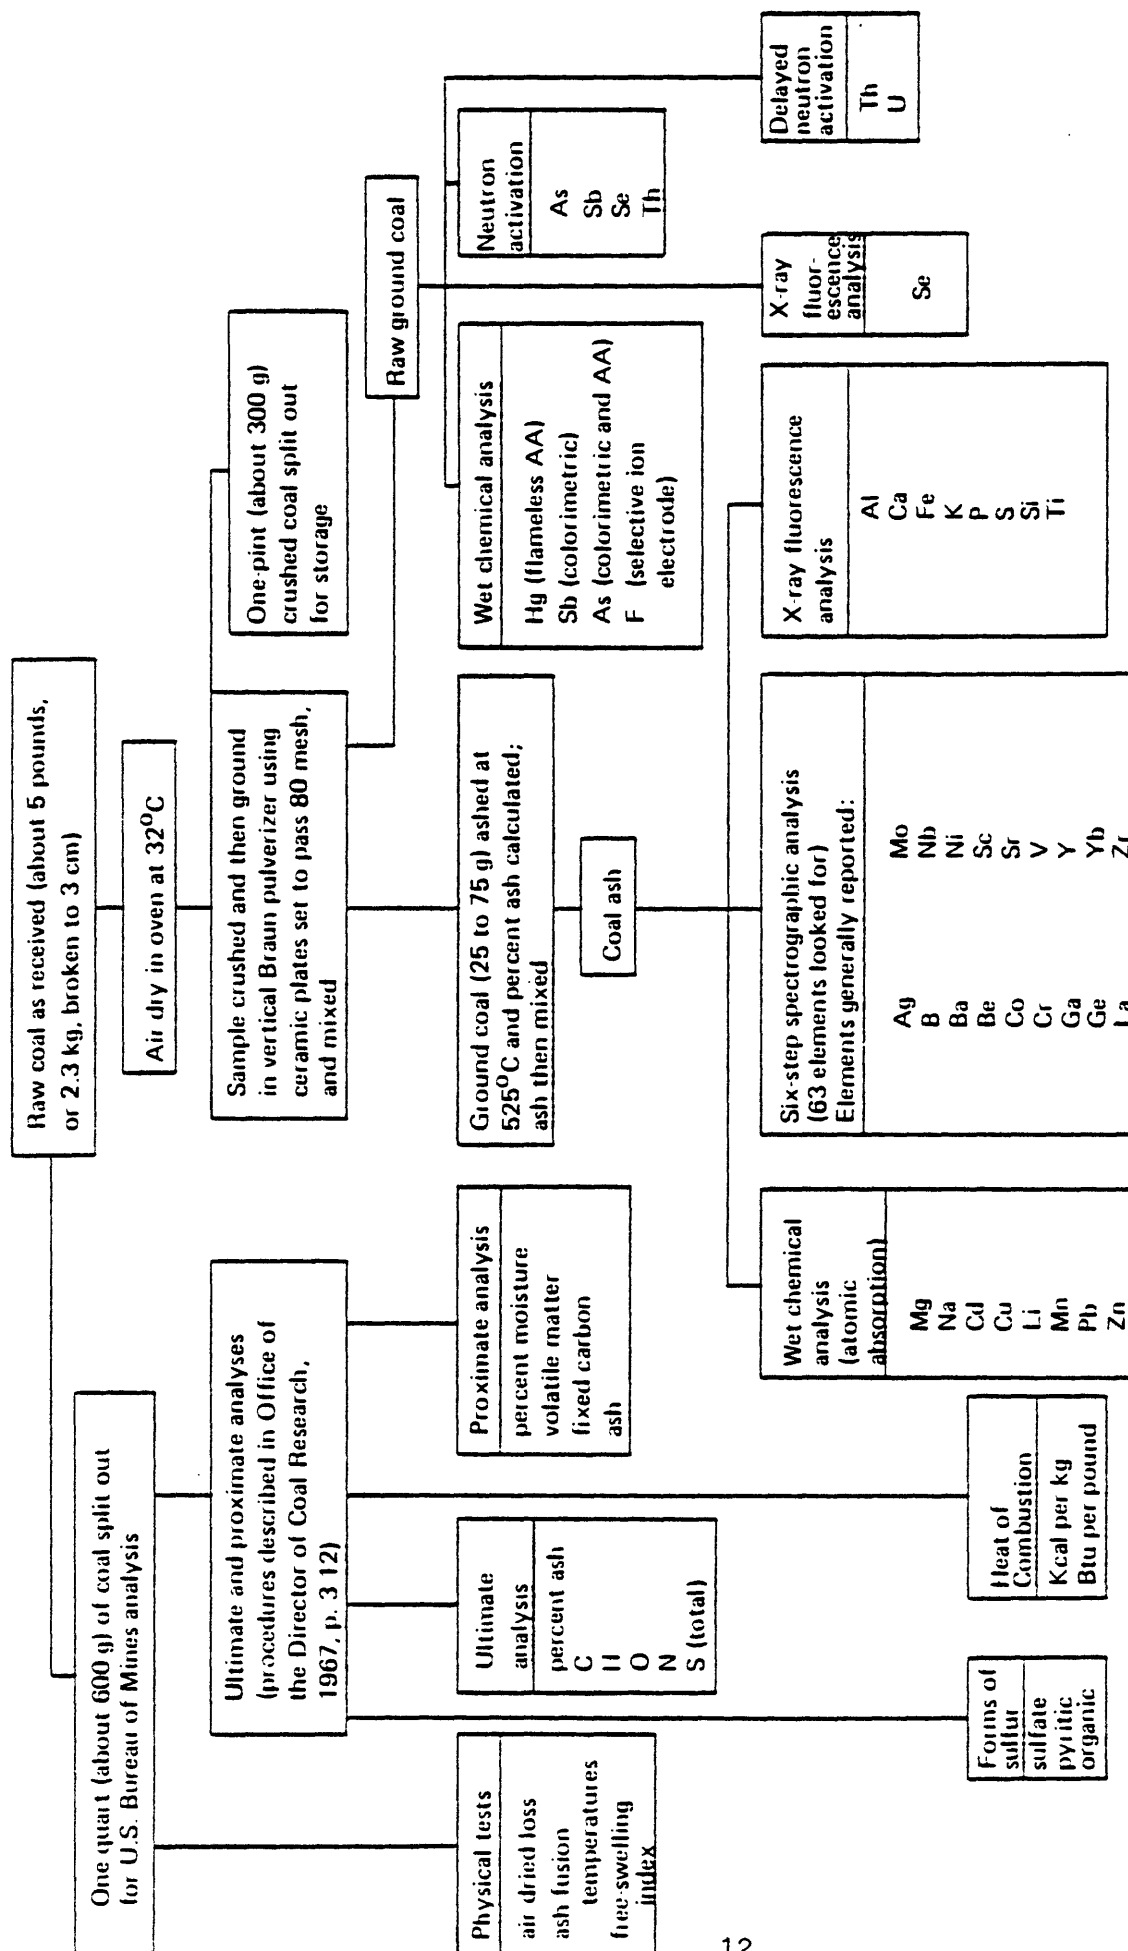 Raw coal as received (about 5 pounds,
or 2.3 kg, broken to 3 cm)
One quart (about 600 g) of coal split out
for U.S. Bureau of Mines analysis
Air dry in oven at 32°C
Ultimate and proximate analyses
(procedures described in Office of
the Director of Coal Research,
1967, p. 3 12)
Sample crushed and then ground
in vertical Braun pulverizer using
ceramic plates set to pass 80 mesh,
and mixed
One-pint (about 300 g)
crushed coal split out
for storage
Raw ground coal
Physical tests
air dried loss
ash fusion
temperatures
free-swelling
index
Ultimate
analysis
percent ash
C
H
O
N
S (total)
Proximate analysis
percent moisture
volatile matter
fixed carbon
ash
Ground coal (25 to 75 g) ashed at
525°C and percent ash calculated;
ash then mixed
Coal ash
Wet chemical analysis
Hg (flameless AA)
Sb (colorimetric)
As (colorimetric and AA)
F (selective ion
electrode)
Neutron
activation
As
Sb
Se
Th
Forms of
sulfur
sulfate
pyritic
organic
Heat of
Combustion
Kcal per kg
Btu per pound
Wet chemical
analysis
(atomic
absorption)
Mg
Na
Cd
Cu
Li
Mn
Pb
Zn
Six-step spectrographic analysis
(63 elements looked for)
Elements generally reported:
Ag
B
Ba
Be
Co
Cr
Ga
Ge
La
Mo
Nb
Ni
Sc
Sr
V
Y
Yb
Zr
X-ray fluorescence
analysis
Al
Ca
Fe
K
P
S
Si
Ti
X-ray
fluor-
escence
analysis
Se
Delayed
neutron
activation
Th
U
12